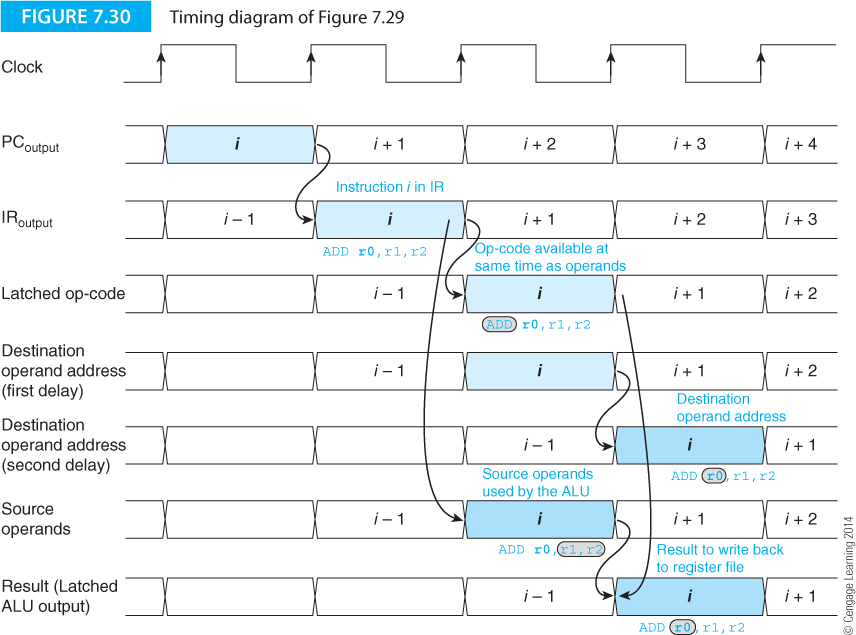 FIGURE 7.30 Timing diagram of Figure 7.29
Clock
PCoutput i i + 1 i + 2 i + 3 i + 4
Instruction i in IR
IRoutput i – 1 i i + 1 i + 2 i + 3
ADD r0,r1,r2
Op-code available at
same time as operands
Latched op-code i – 1 i i + 1 i + 2
ADD r0,r1,r2
Destination
operand address
(first delay)
i – 1 i i + 1 i + 2
Destination
operand address
Destination
operand address
(second delay)
i – 1 i i + 1
ADD r0,r1,r2
Source operands
used by the ALU
Source
operands
i – 1 i i + 1 i + 2
ADD r0,r1,r2
Result to write back
to register file
Result (Latched
ALU output)
i – 1 i i + 1
ADD r0,r1,r2
© Cengage Learning 2014